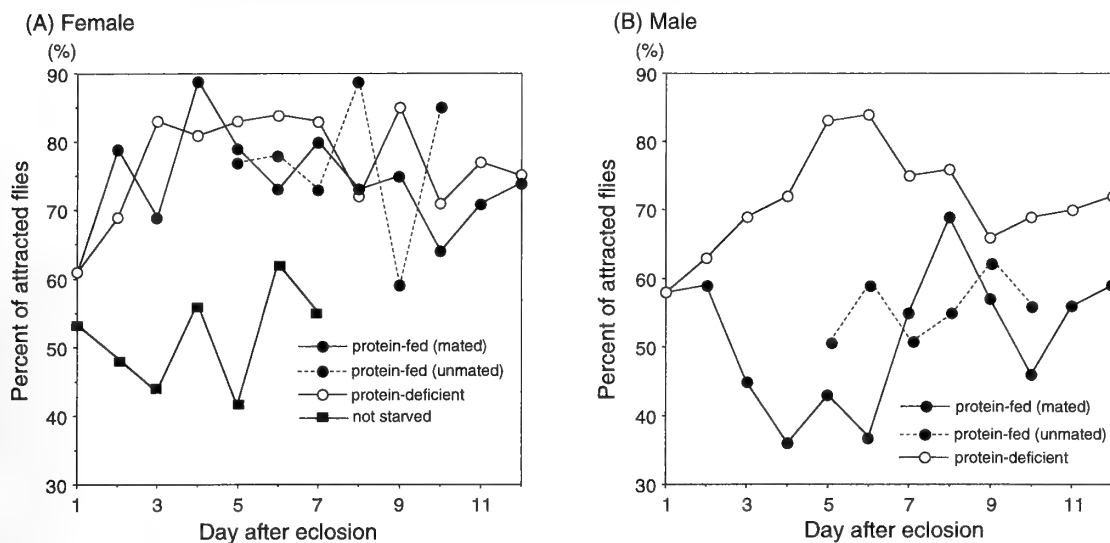 (A) Female
(%)
90
80
70
60
50
40
30
Percent of attracted flies
protein-fed (mated)
protein-fed (unmated)
protein-deficient
not starved
1 3 5 7 9 11
Day after eclosion
(B) Male
(%)
90
80
70
60
50
40
30
Percent of attracted flies
protein-fed (mated)
protein-fed (unmated)
protein-deficient
1 3 5 7 9 11
Day after eclosion